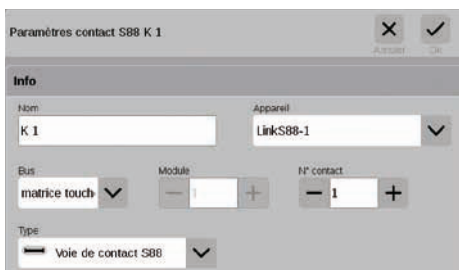 Paramètres contact S88 K 1
Annuler Ok
Info
Nom Appareil
K 1 LinkS88-1
Bus Module N° contact
matrice touch 1 1
Type
Voie de contact S88